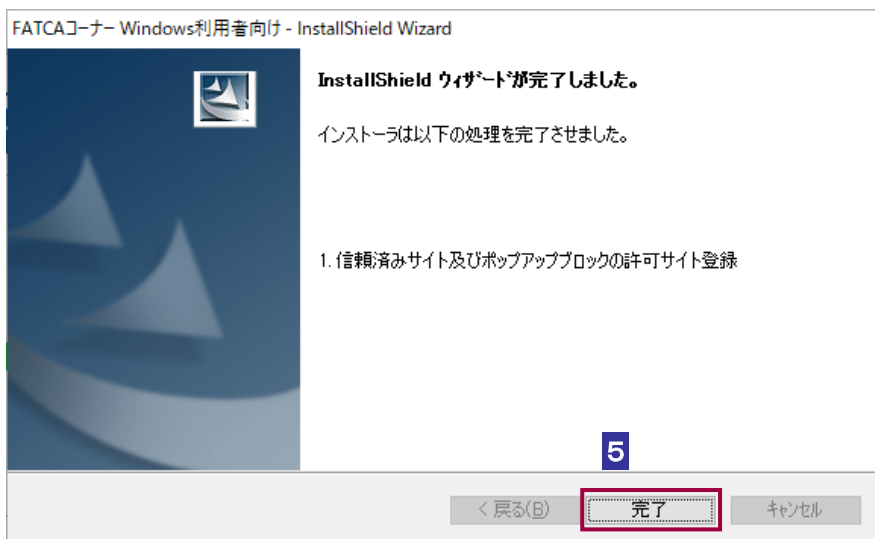 FATCAコーナー Windows利用者向け - InstallShield Wizard
InstallShield ウィザードが完了しました。
インストーラは以下の処理を完了させました。
1. 信頼済みサイト及びポップアップブロックの許可サイト登録
5
< 戻る(B)
完了
キャンセル